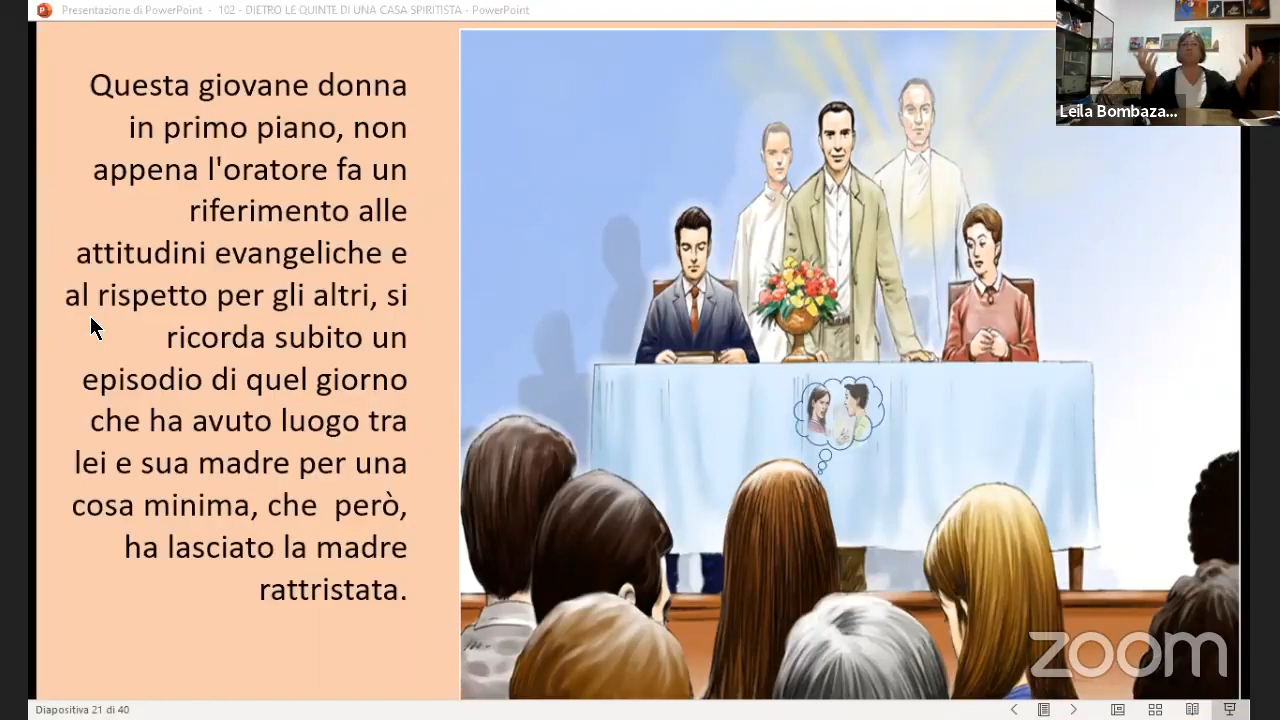 Presentazione di PowerPoint - 102 - DIETRO LE QUINTE DI UNA CASA SPIRITISTA - PowerPoint
Leila Bombaza...
Questa giovane donna
in primo piano, non
appena l'oratore fa un
riferimento alle
attitudini evangeliche e
al rispetto per gli altri, si
ricorda subito un
episodio di quel giorno
che ha avuto luogo tra
lei e sua madre per una
cosa minima, che però,
ha lasciato la madre
rattristata.
zoom
Diapositiva 21 di 40